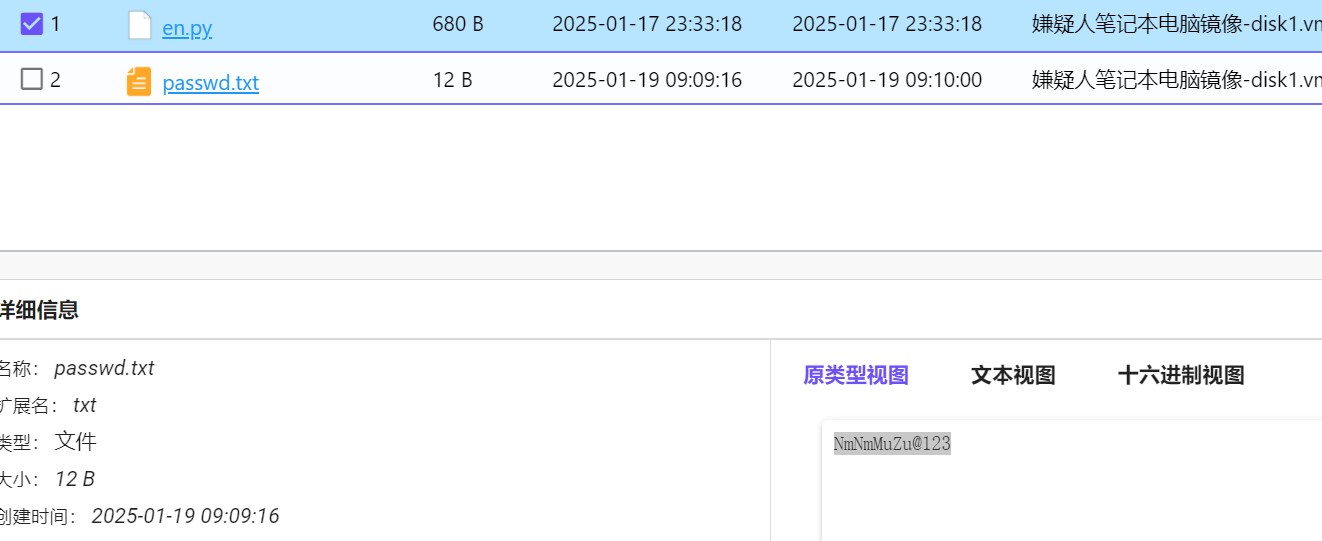 1 en.py 680 B 2025-01-17 23:33:18 2025-01-17 23:33:18 嫌疑人笔记本电脑镜像-disk1.vm
2 passwd.txt 12 B 2025-01-19 09:09:16 2025-01-19 09:10:00 嫌疑人笔记本电脑镜像-disk1.vm
详细信息
名称： passwd.txt
扩展名： txt
类型： 文件
大小： 12 B
创建时间： 2025-01-19 09:09:16
原类型视图 文本视图 十六进制视图
NmNmMuZu@123